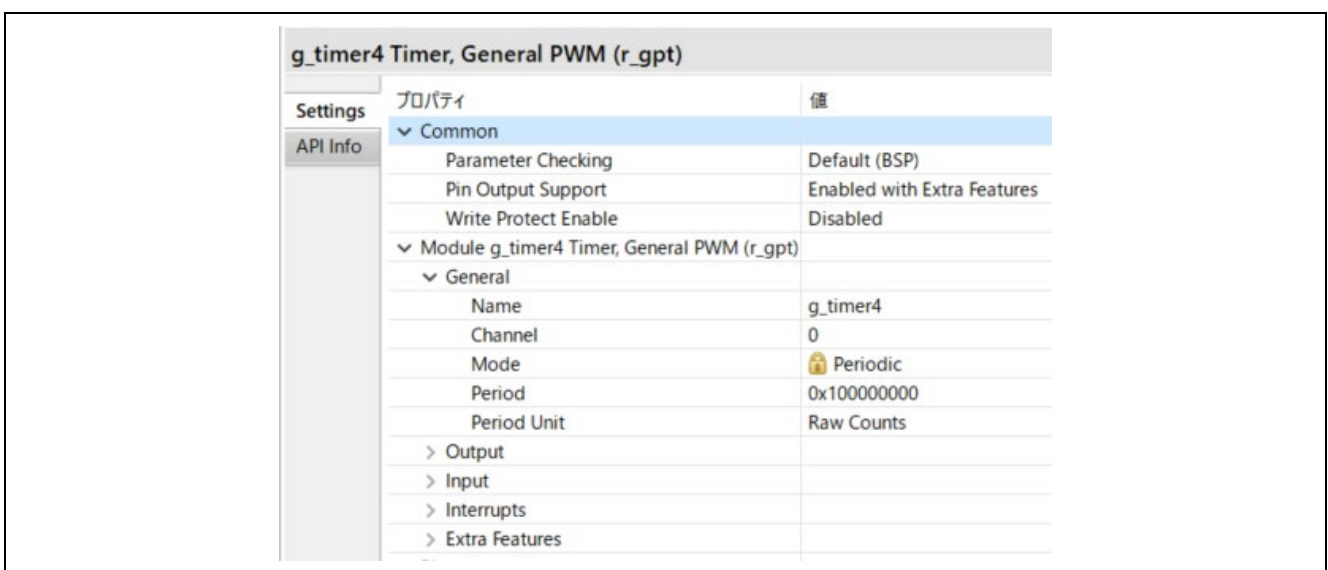 g_timer4 Timer, General PWM (r_gpt)
Settings
API Info
プロパティ 値
Common
Parameter Checking Default (BSP)
Pin Output Support Enabled with Extra Features
Write Protect Enable Disabled
Module g_timer4 Timer, General PWM (r_gpt)
General
Name g_timer4
Channel 0
Mode Periodic
Period 0x100000000
Period Unit Raw Counts
Output
Input
Interrupts
Extra Features